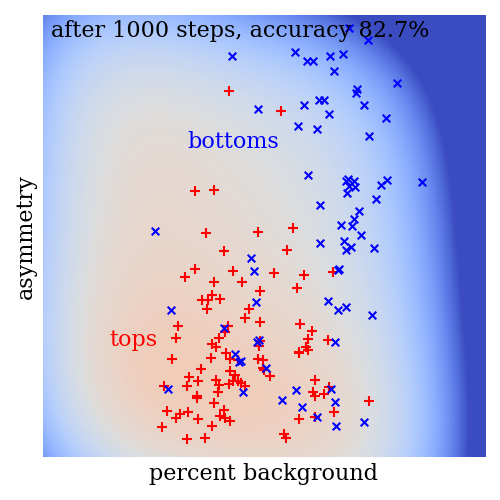 after 1000 steps, accuracy 82.7%
bottoms
asymmetry
tops
percent background